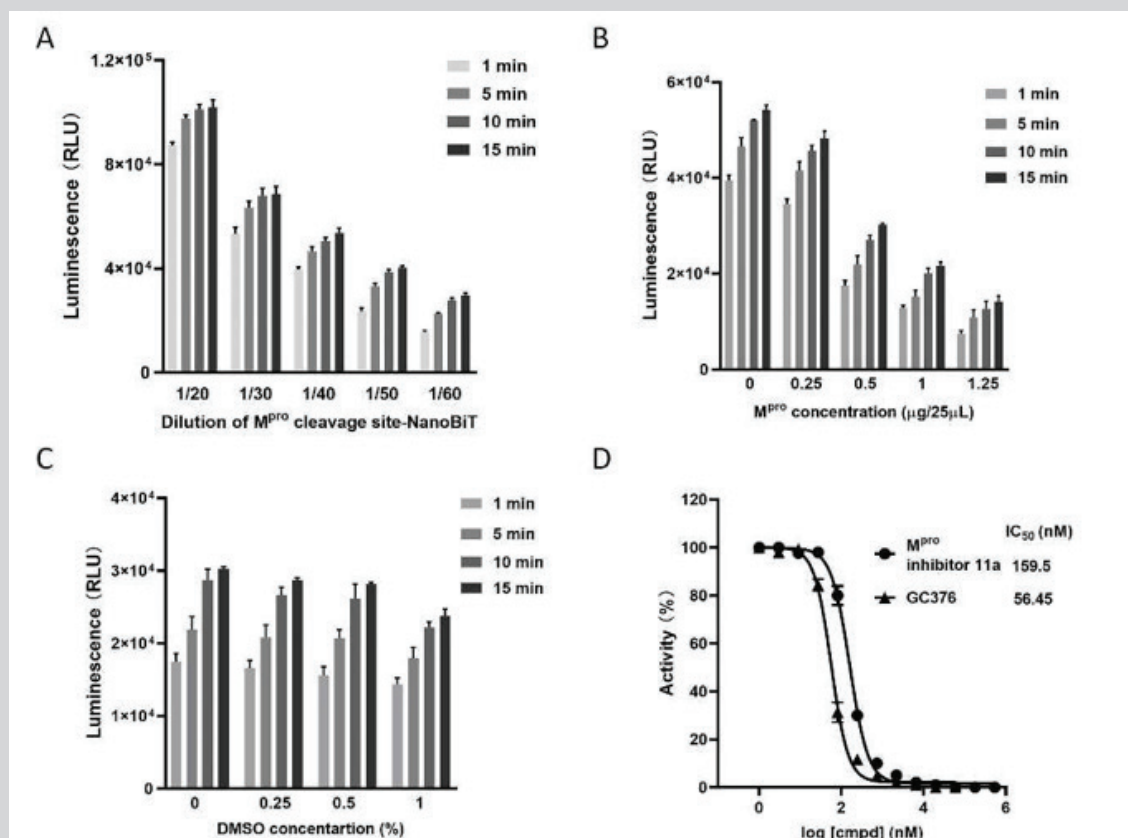 A
1.2×10⁵
8×10⁴
4×10⁴
0
Luminescence (RLU)
1 min
5 min
10 min
15 min
1/20 1/30 1/40 1/50 1/60
Dilution of Mᵖʳᵒ cleavage site-NanoBiT
B
6×10⁴
4×10⁴
2×10⁴
0
Luminescence (RLU)
1 min
5 min
10 min
15 min
0 0.25 0.5 1 1.25
Mᵖʳᵒ concentration (μg/25μL)
C
4×10⁴
3×10⁴
2×10⁴
1×10⁴
0
Luminescence (RLU)
1 min
5 min
10 min
15 min
0 0.25 0.5 1
DMSO concentartion (%)
D
120
100
80
60
40
20
0
Activity (%)
IC₅₀ (nM)
Mᵖʳᵒ
inhibitor 11a 159.5
GC376 56.45
0 2 4 6
log [cmpd] (nM)